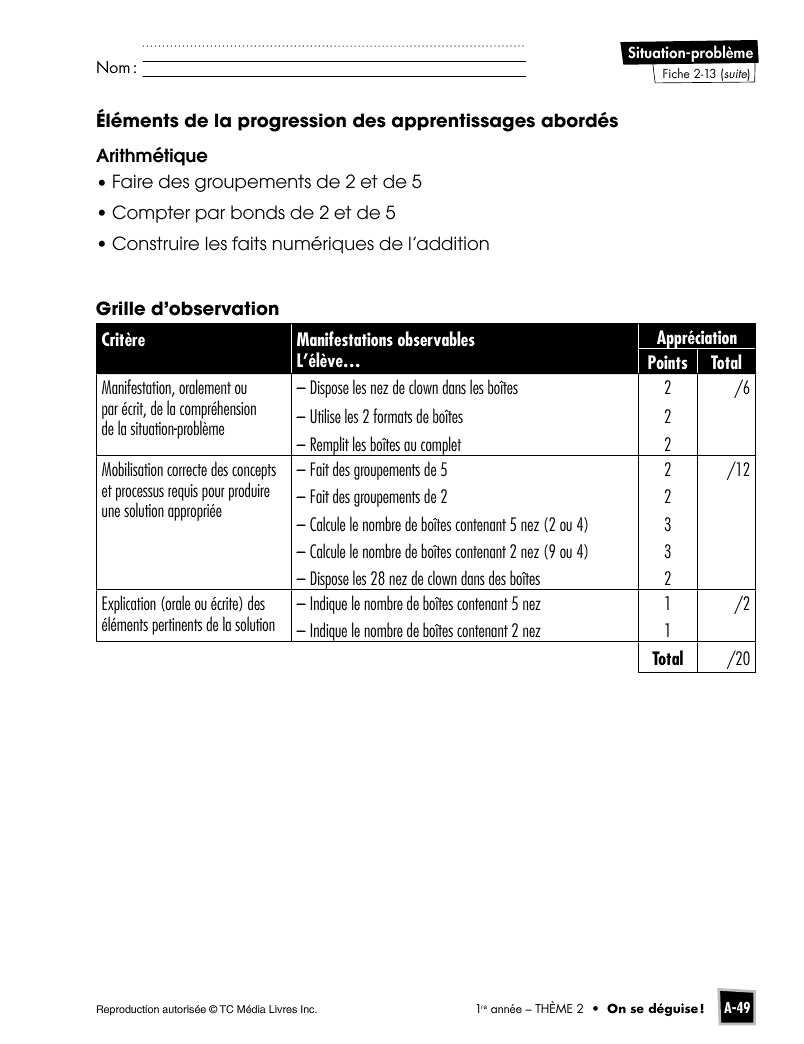 Nom :
Situation-problème
Fiche 2-13 (suite)
Éléments de la progression des apprentissages abordés
Arithmétique
• Faire des groupements de 2 et de 5
• Compter par bonds de 2 et de 5
• Construire les faits numériques de l’addition
Grille d’observation
Critère
Manifestations observables
L’élève…
Appréciation
Points Total
Manifestation, oralement ou
par écrit, de la compréhension
de la situation-problème
– Dispose les nez de clown dans les boîtes 2 /6
– Utilise les 2 formats de boîtes 2
– Remplit les boîtes au complet 2
Mobilisation correcte des concepts
et processus requis pour produire
une solution appropriée
– Fait des groupements de 5 2 /12
– Fait des groupements de 2 2
– Calcule le nombre de boîtes contenant 5 nez (2 ou 4) 3
– Calcule le nombre de boîtes contenant 2 nez (9 ou 4) 3
– Dispose les 28 nez de clown dans des boîtes 2
Explication (orale ou écrite) des
éléments pertinents de la solution
– Indique le nombre de boîtes contenant 5 nez 1 /2
– Indique le nombre de boîtes contenant 2 nez 1
Total /20
Reproduction autorisée © TC Média Livres Inc.
1re année – THÈME 2 • On se déguise !
A-49